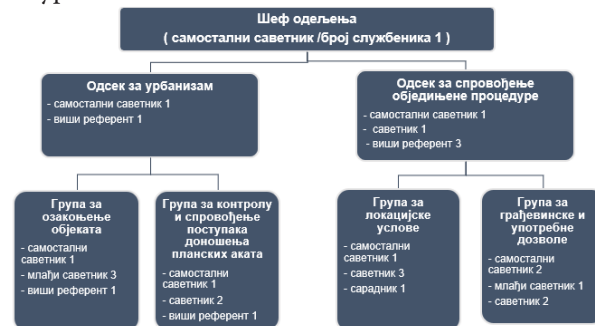 Шеф одељења
( самостални саветник /број службеника 1 )
Одсек за урбанизам
- самостални саветник 1
- виши референт 1
Одсек за спровођење
обједињене процедуре
- самостални саветник 1
- саветник 1
- виши референт 3
Група за
озакоњење
објеката
- самостални
саветник 1
- млађи саветник 3
- виши референт 1
Група за контролу
и спровођење
поступака
доношења
планских аката
- самостални
саветник 1
- саветник 2
- виши референт 1
Група за
локацијске
услове
- самостални
саветник 1
- саветник 3
- сарадник 1
Група за
грађевинске и
употребне
дозволе
- самостални
саветник 2
- млађи саветник 1
- саветник 2